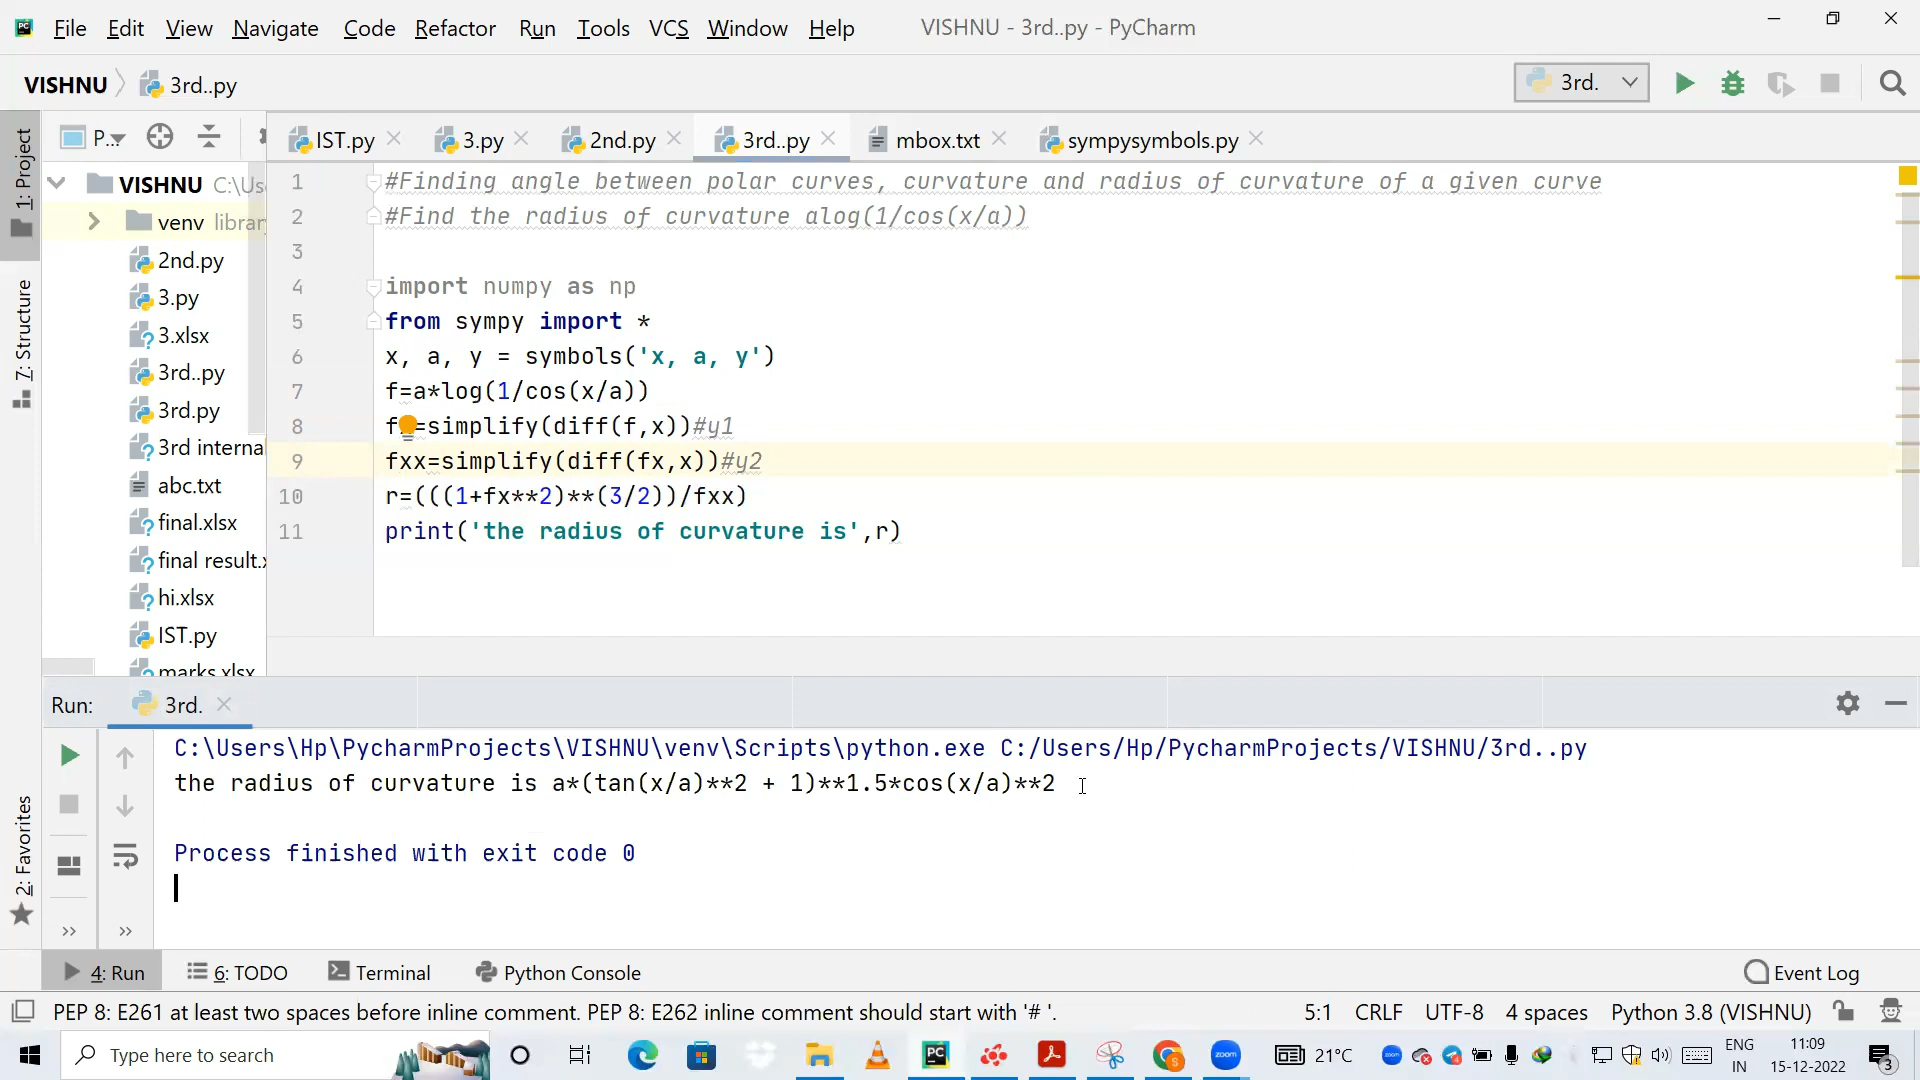 File Edit View Navigate Code Refactor Run Tools VCS Window Help VISHNU - 3rd..py - PyCharm
VISHNU 3rd..py 3rd.
P... IST.py 3.py 2nd.py 3rd..py mbox.txt sympysymbols.py
1: Project
7: Structure
2: Favorites
VISHNU C:\Us
venv librar
2nd.py
3.py
3.xlsx
3rd..py
3rd.py
3rd interna
abc.txt
final.xlsx
final result.x
hi.xlsx
IST.py
marks.xlsx
1 #Finding angle between polar curves, curvature and radius of curvature of a given curve
2 #Find the radius of curvature alog(1/cos(x/a))
3
4 import numpy as np
5 from sympy import *
6 x, a, y = symbols('x, a, y')
7 f=a*log(1/cos(x/a))
8 f =simplify(diff(f,x))#y1
9 fxx=simplify(diff(fx,x))#y2
10 r=(((1+fx**2)**(3/2))/fxx)
11 print('the radius of curvature is',r)
Run: 3rd.
C:\Users\Hp\PycharmProjects\VISHNU\venv\Scripts\python.exe C:/Users/Hp/PycharmProjects/VISHNU/3rd..py
the radius of curvature is a*(tan(x/a)**2 + 1)**1.5*cos(x/a)**2
Process finished with exit code 0
4: Run 6: TODO Terminal Python Console Event Log
PEP 8: E261 at least two spaces before inline comment. PEP 8: E262 inline comment should start with '# '. 5:1 CRLF UTF-8 4 spaces Python 3.8 (VISHNU)
Type here to search 21°C ENG 11:09
IN 15-12-2022 3